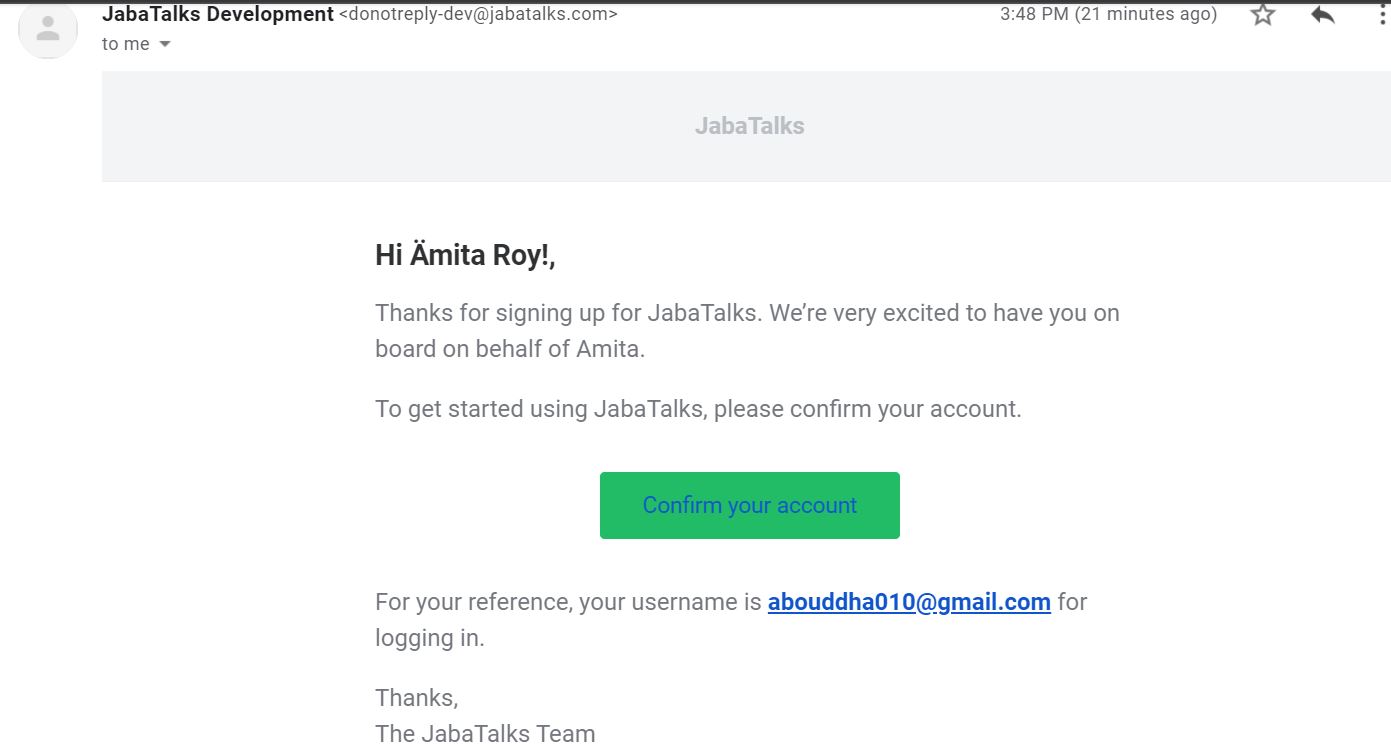 JabaTalks Development <donotreply-dev@jabatalks.com> 3:48 PM (21 minutes ago)
to me
JabaTalks
Hi Ämita Roy!,
Thanks for signing up for JabaTalks. We’re very excited to have you on
board on behalf of Amita.
To get started using JabaTalks, please confirm your account.
Confirm your account
For your reference, your username is abouddha010@gmail.com for
logging in.
Thanks,
The JabaTalks Team